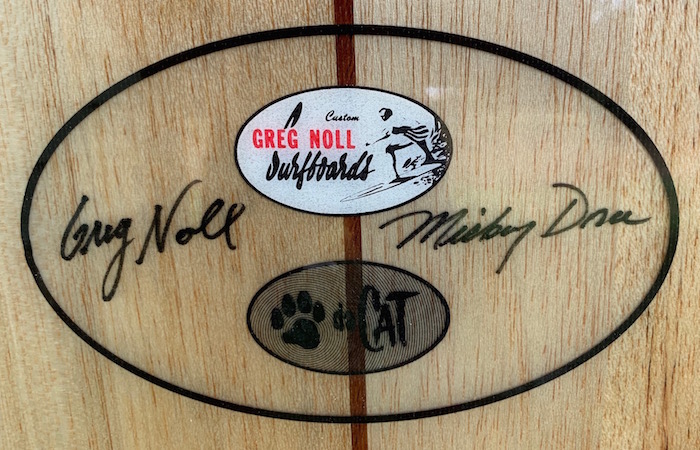 Custom
GREG NOLL
Surfboards
Greg Noll
Mickey Dora
da CAT